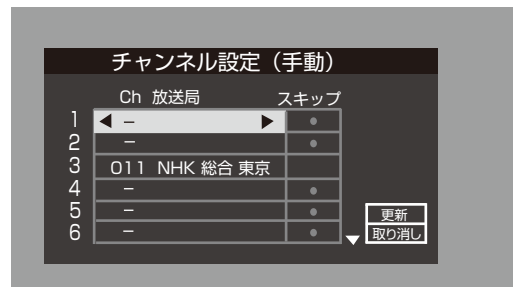 チャンネル設定（手動）
Ch 放送局 スキップ
1 ◀ − ▶ ●
2 − ●
3 011 NHK 総合 東京
4 − ●
5 − ● 更新
6 − ● ▼ 取り消し